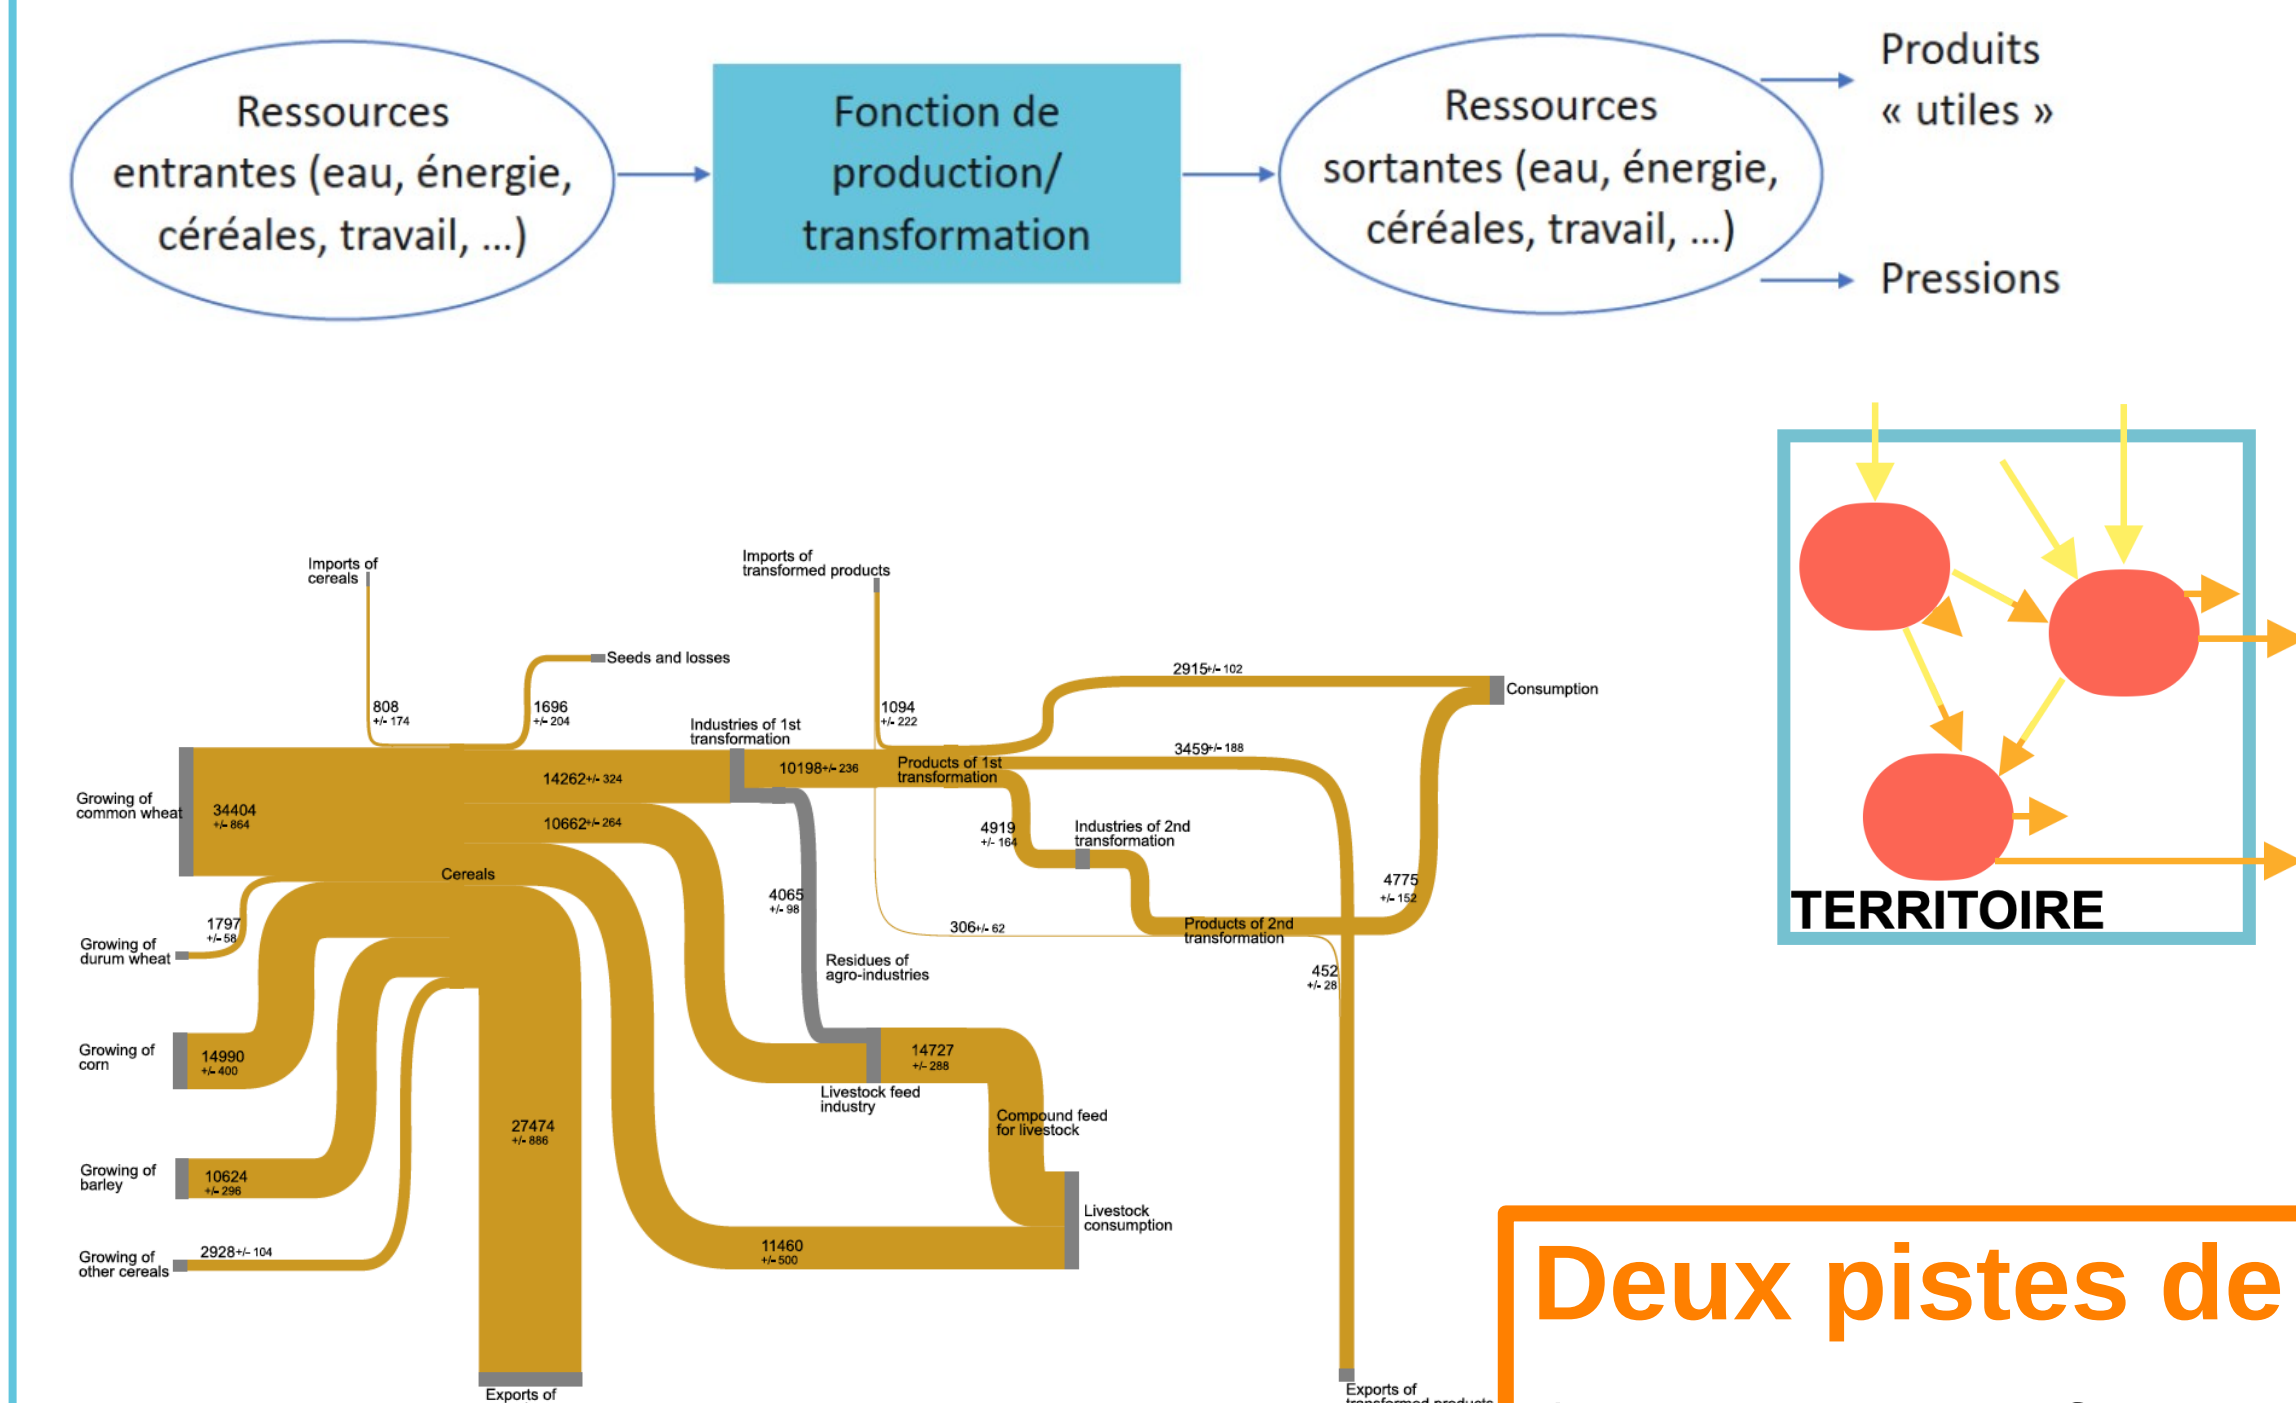 Ressources
entrantes (eau, énergie,
céréales, travail, ...)
Fonction de
production/
transformation
Ressources
sortantes (eau, énergie,
céréales, travail, ...)
Produits
« utiles »
Pressions
TERRITOIRE
Imports of
cereals
Imports of
transformed products
Seeds and losses
808
+/- 174
1696
+/- 204
Industries of 1st
transformation
1094
+/- 222
2915+/- 102
Consumption
3459+/- 188
14262+/- 324
10198+/- 236
Products of 1st
transformation
Growing of
common wheat
34404
+/- 864
10662+/- 264
4919
+/- 164
Industries of 2nd
transformation
Cereals
4065
+/- 98
4775
+/- 152
1797
+/- 58
Growing of
durum wheat
306+/- 62
Products of 2nd
transformation
Residues of
agro-industries
452
+/- 28
Growing of
corn
14990
+/- 400
14727
+/- 288
Livestock feed
industry
Compound feed
for livestock
27474
+/- 886
Growing of
barley
10624
+/- 296
Livestock
consumption
11460
+/- 500
Growing of
other cereals
2928+/- 104
Exports of
Exports of
transformed products
Deux pistes de